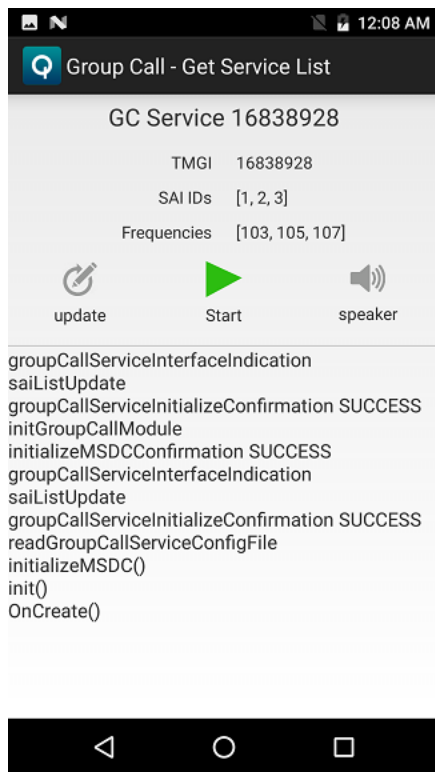 12:08 AM
Group Call - Get Service List
GC Service 16838928
TMGI 16838928
SAI IDs [1, 2, 3]
Frequencies [103, 105, 107]
update Start speaker
groupCallServiceInterfaceIndication
saiListUpdate
groupCallServiceInitializeConfirmation SUCCESS
initGroupCallModule
initializeMSDCConfirmation SUCCESS
groupCallServiceInterfaceIndication
saiListUpdate
groupCallServiceInitializeConfirmation SUCCESS
readGroupCallServiceConfigFile
initializeMSDC()
init()
OnCreate()